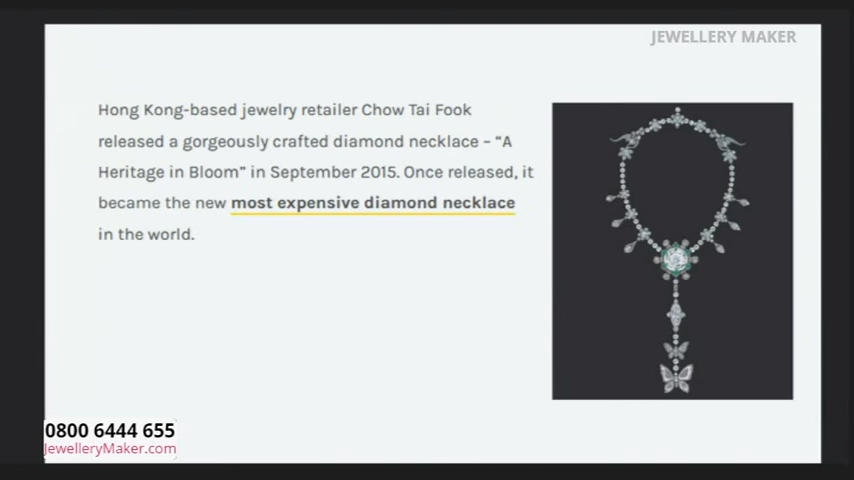 JEWELLERY MAKER
Hong Kong-based jewelry retailer Chow Tai Fook
released a gorgeously crafted diamond necklace – “A
Heritage in Bloom” in September 2015. Once released, it
became the new most expensive diamond necklace
in the world.
0800 6444 655
JewelleryMaker.com